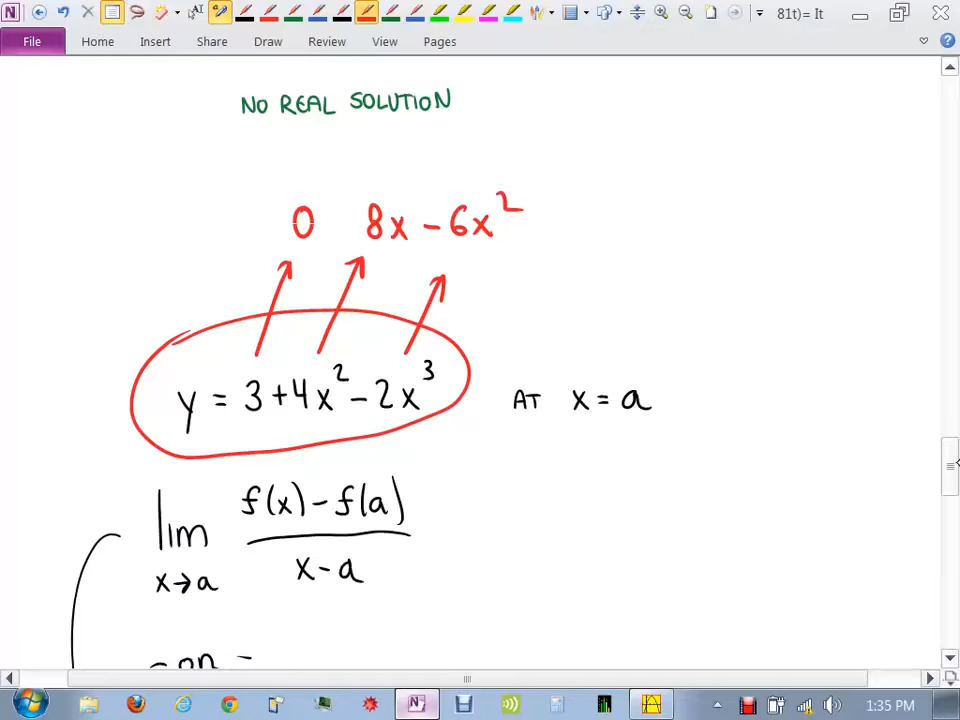 81t)= It
File Home Insert Share Draw Review View Pages
NO REAL SOLUTION
0 8x - 6x²
y = 3 + 4x² - 2x³ AT x = a
lim f(x) - f(a)
x→a x - a
1:35 PM